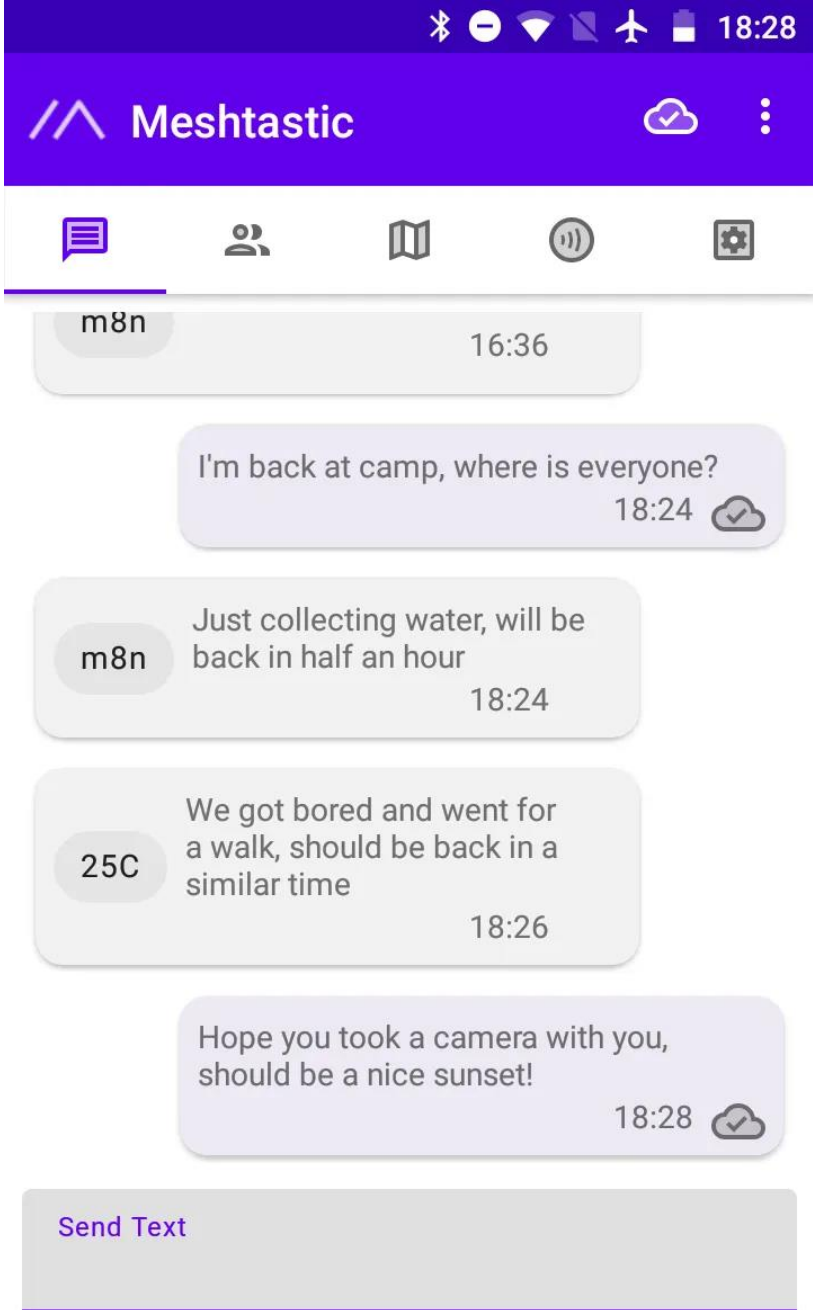 18:28
Meshtastic
m8n
16:36
I'm back at camp, where is everyone?
18:24
m8n
Just collecting water, will be
back in half an hour
18:24
25C
We got bored and went for
a walk, should be back in a
similar time
18:26
Hope you took a camera with you,
should be a nice sunset!
18:28
Send Text